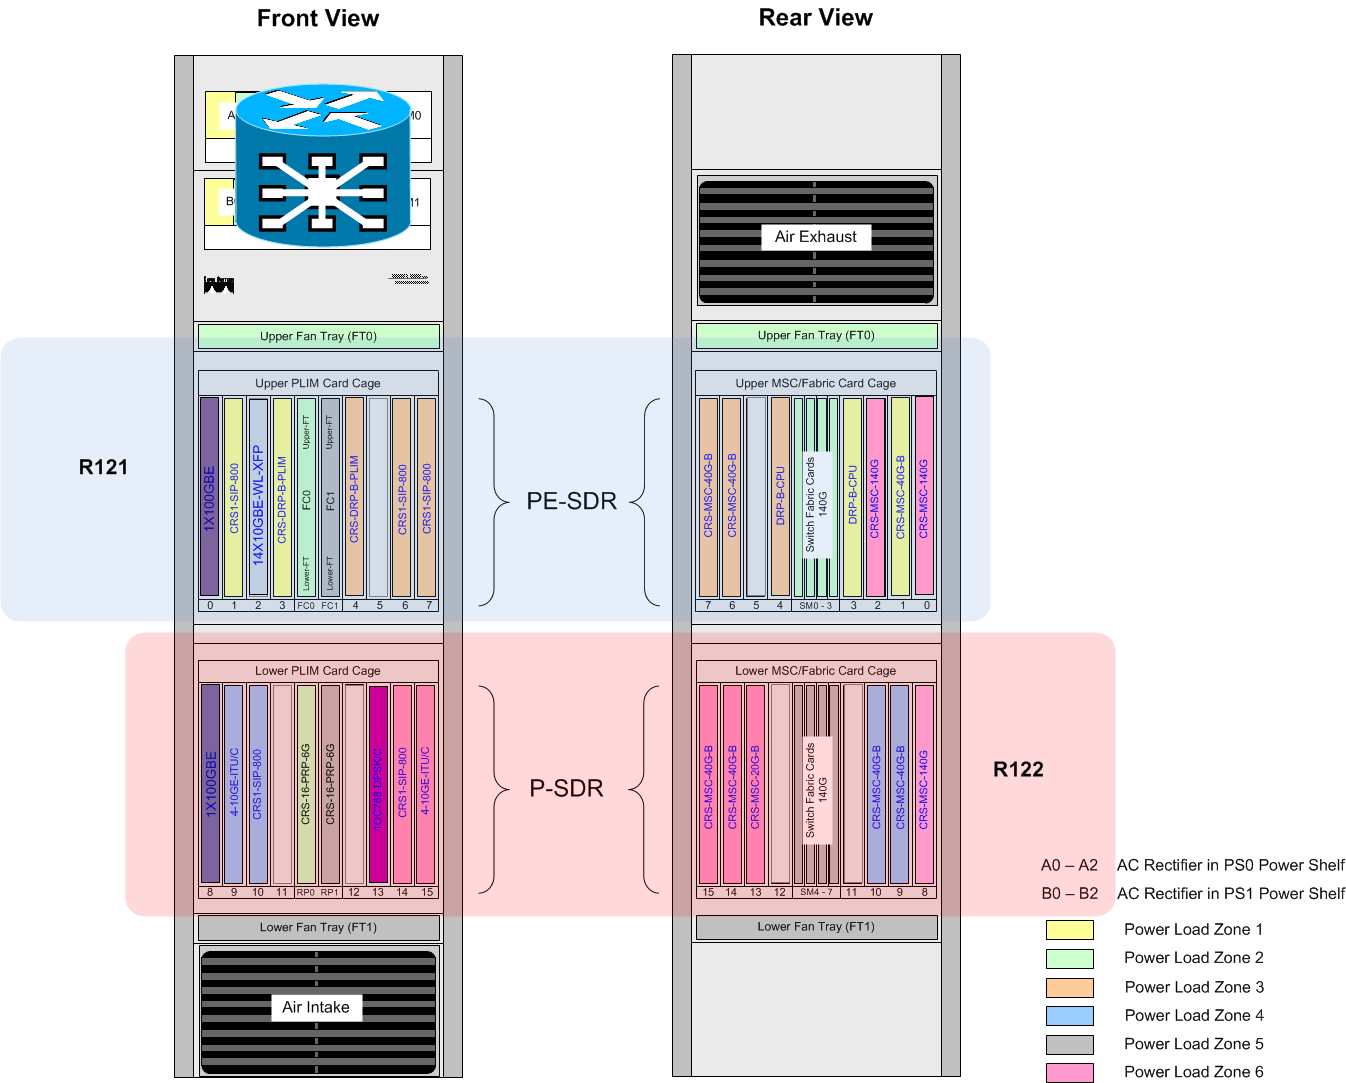 Front View
Rear View
A
M0
B
M1
Air Exhaust
Upper Fan Tray (FT0)
Upper Fan Tray (FT0)
Upper PLIM Card Cage
Upper MSC/Fabric Card Cage
R121
1X100GBE
CRS1-SIP-800
14X10GBE-WL-XFP
CRS-DRP-B-PLIM
Upper-FT
FC0
Lower-FT
Upper-FT
FC1
Lower-FT
CRS-DRP-B-PLIM
CRS1-SIP-800
CRS1-SIP-800
0 1 2 3 FC0 FC1 4 5 6 7
PE-SDR
CRS-MSC-40G-B
CRS-MSC-40G-B
DRP-B-CPU
Switch Fabric Cards
140G
DRP-B-CPU
CRS-MSC-140G
CRS-MSC-40G-B
CRS-MSC-140G
7 6 5 4 SM0 - 3 3 2 1 0
Lower PLIM Card Cage
Lower MSC/Fabric Card Cage
1X100GBE
4-10GE-ITU/C
CRS1-SIP-800
CRS-16-PRP-6G
CRS-16-PRP-6G
1OC768-DPSK/C
CRS1-SIP-800
4-10GE-ITU/C
8 9 10 11 RP0 RP1 12 13 14 15
P-SDR
CRS-MSC-40G-B
CRS-MSC-40G-B
CRS-MSC-20G-B
Switch Fabric Cards
140G
CRS-MSC-40G-B
CRS-MSC-40G-B
CRS-MSC-140G
15 14 13 12 SM4 - 7 11 10 9 8
R122
Lower Fan Tray (FT1)
Lower Fan Tray (FT1)
Air Intake
A0 – A2 AC Rectifier in PS0 Power Shelf
B0 – B2 AC Rectifier in PS1 Power Shelf
Power Load Zone 1
Power Load Zone 2
Power Load Zone 3
Power Load Zone 4
Power Load Zone 5
Power Load Zone 6